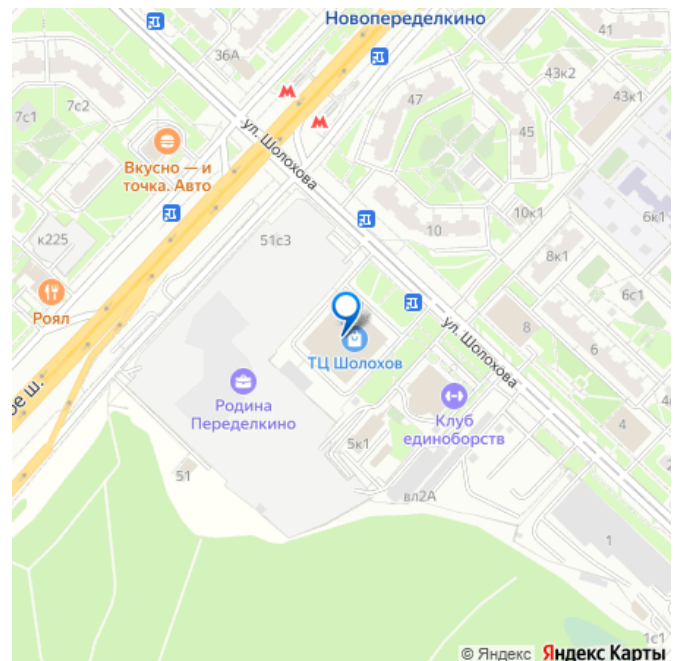 Новопеределкино
41
36А
43к2
7с2
7с1
47
43к1
45
ул. Шолохова
Вкусно — и
точка. Авто
10к1
6к1
10
к225
51с3
8к1
6с1
Роял
8
ул. Шолохова
6
ТЦ Шолохов
ое ш.
Родина
Переделкино
Клуб
единоборств
4
5к1
51
вл2А
1
1с1
© Яндекс Яндекс Карты